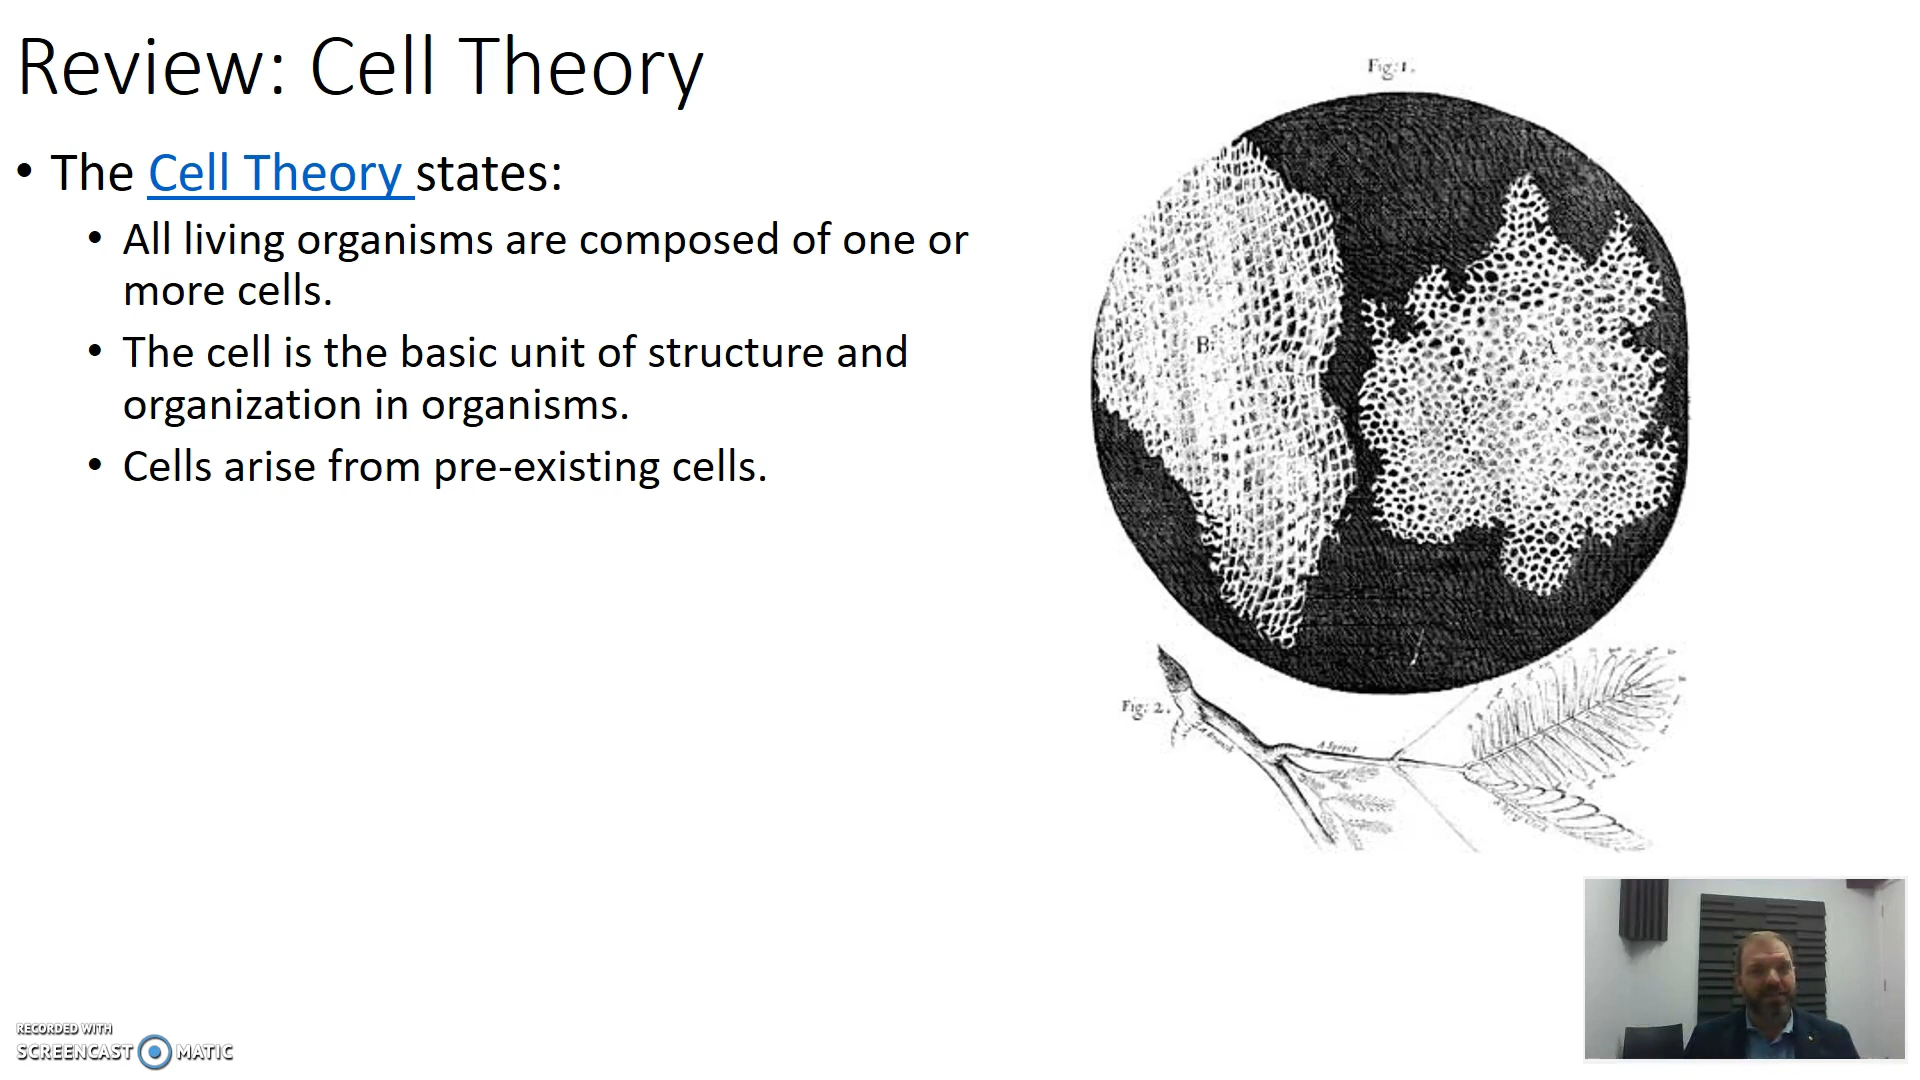 Review: Cell Theory
• The Cell Theory states:
• All living organisms are composed of one or
more cells.
• The cell is the basic unit of structure and
organization in organisms.
• Cells arise from pre-existing cells.
Fig: 1.
B
A
Fig: 2.
A Sprout
RECORDED WITH
SCREENCAST MATIC